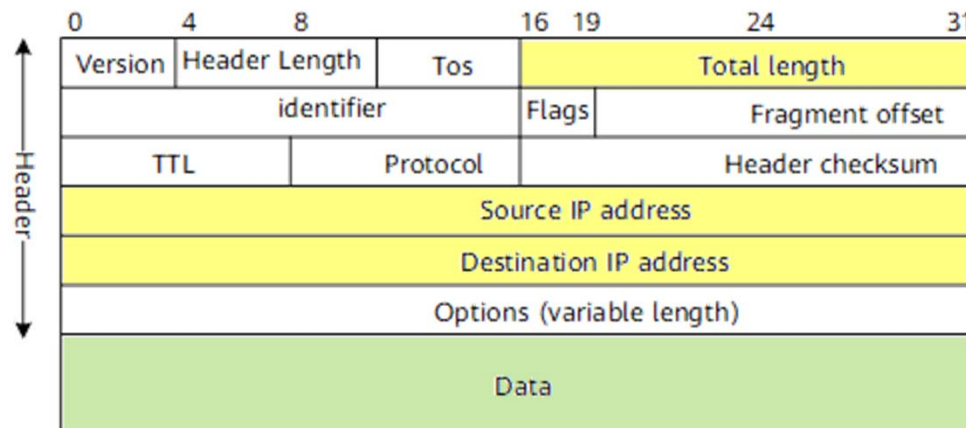 0 4 8 16 19 24 31
Version Header Length Tos Total length
identifier Flags Fragment offset
TTL Protocol Header checksum
Header
Source IP address
Destination IP address
Options (variable length)
Data